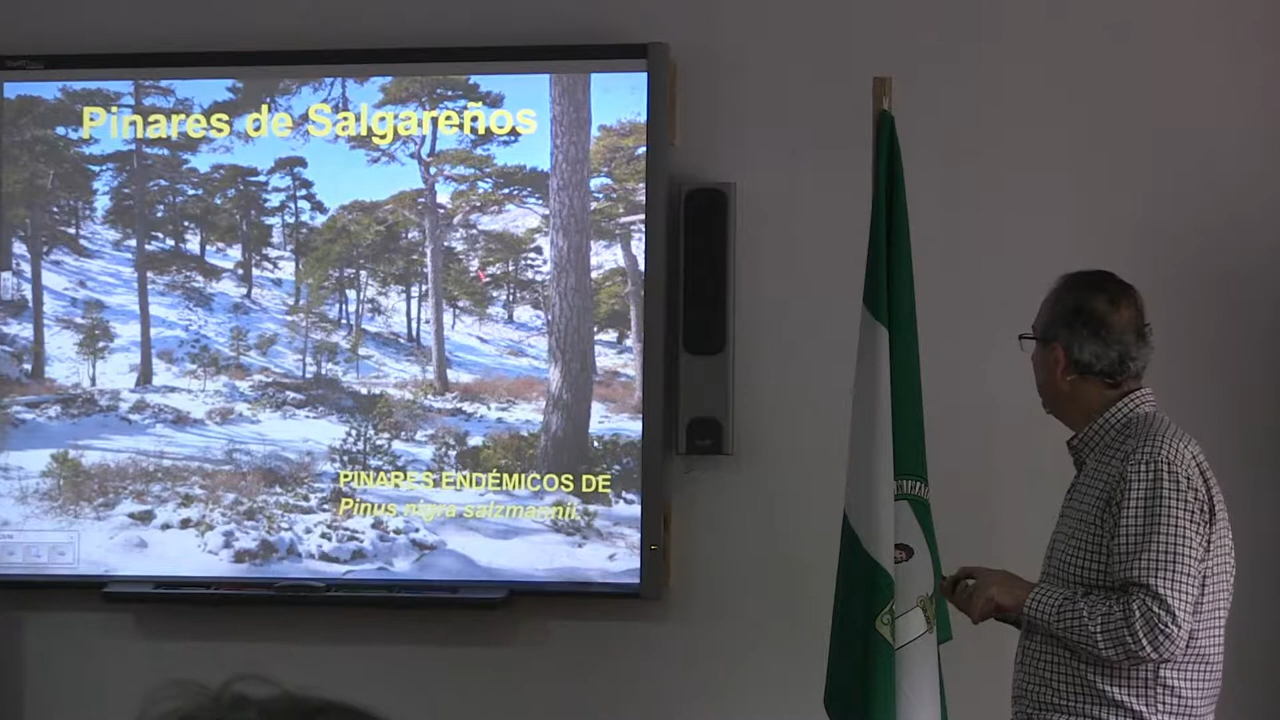 Pinares de Salgareños
PINARES ENDÉMICOS DE
Pinus nigra salzmannii.